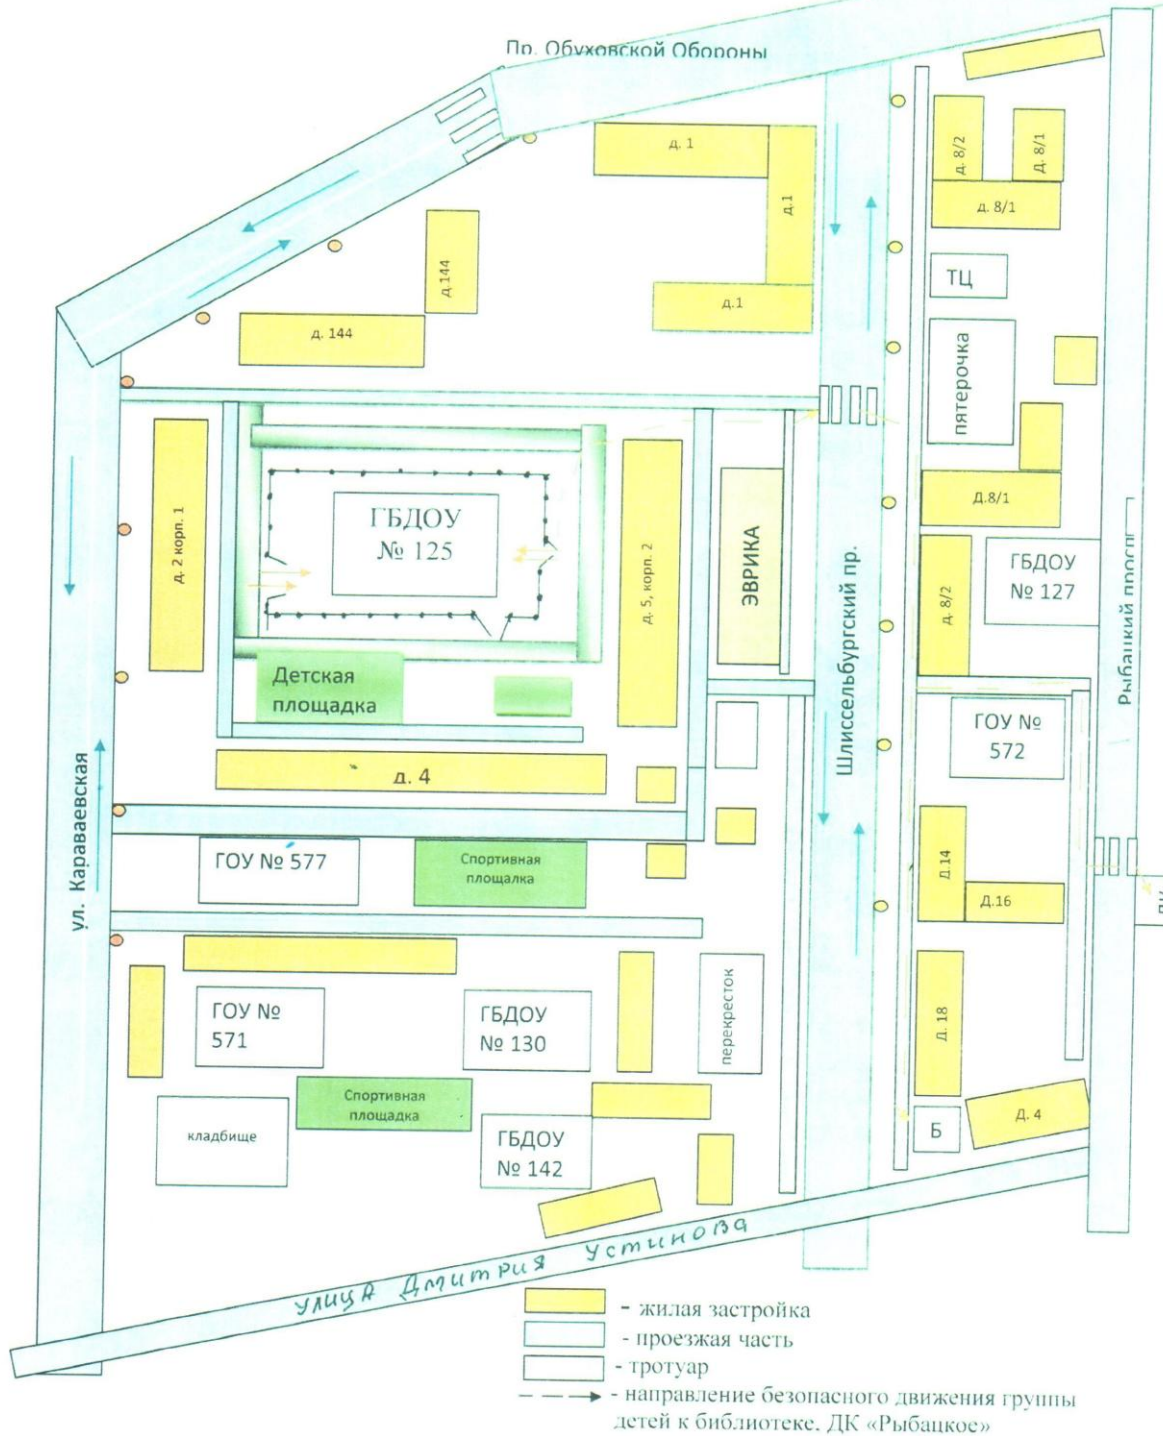 Пр. Обуховской Обороны
д. 1
д.1
д.1
д. 8/2
д. 8/1
д. 8/1
д.144
д. 144
ТЦ
пятерочка
д. 2 корп. 1
ГБДОУ
№ 125
д. 5, корп. 2
ЭВРИКА
Шлиссельбургский пр.
Д.8/1
д. 8/2
ГБДОУ
№ 127
Рыбацкий
Детская
площадка
ГОУ №
572
д. 4
ул. Караваевская
ГОУ № 577
Спортивная
площалка
Д.14
Д.16
ГОУ №
571
ГБДОУ
№ 130
перекресток
Д. 18
Спортивная
площадка
кладбище
ГБДОУ
№ 142
Б
Д. 4
улица Дмитрия Устинова
- жилая застройка
- проезжая часть
- тротуар
- направление безопасного движения группы
детей к библиотеке. ДК «Рыбацкое»